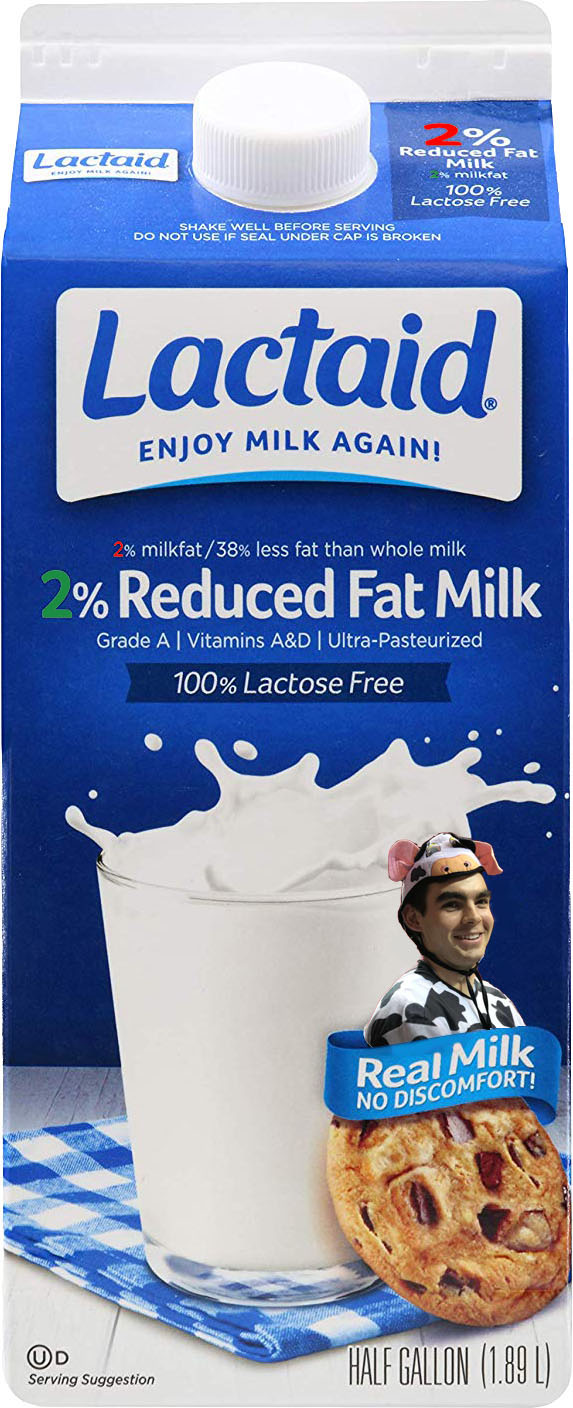 Lactaid
ENJOY MILK AGAIN!
2%
Reduced Fat
Milk
2% milkfat
100%
Lactose Free
SHAKE WELL BEFORE SERVING
DO NOT USE IF SEAL UNDER CAP IS BROKEN
Lactaid®
ENJOY MILK AGAIN!
2% milkfat/38% less fat than whole milk
2% Reduced Fat Milk
Grade A | Vitamins A&D | Ultra-Pasteurized
100% Lactose Free
Real Milk
NO DISCOMFORT!
UD
Serving Suggestion
HALF GALLON (1.89 L)